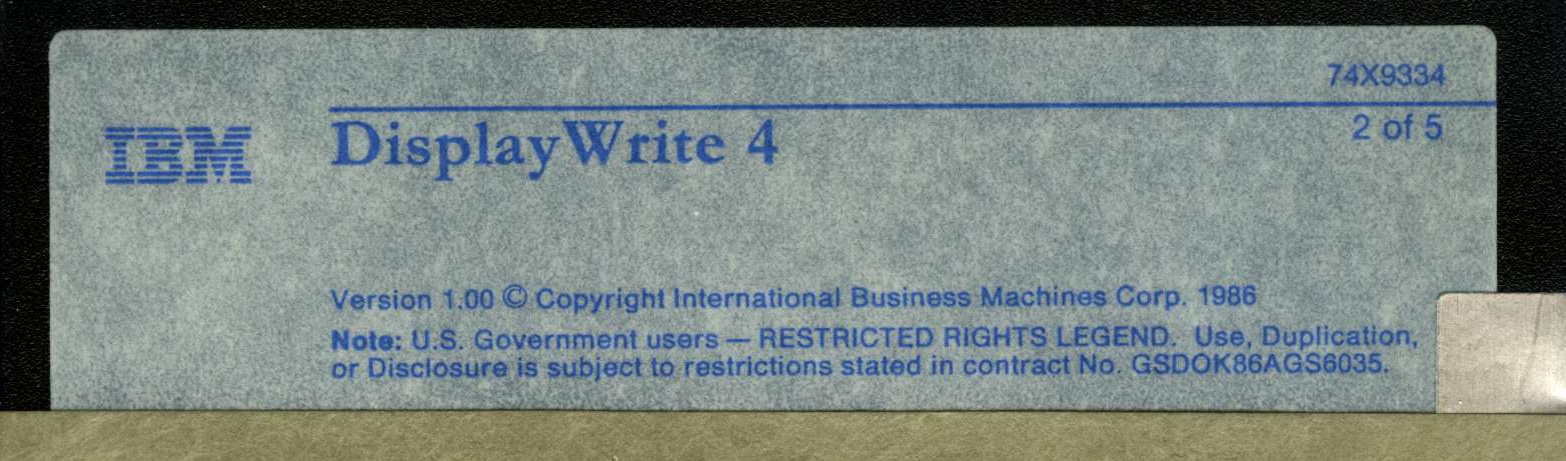 74X9334
IBM
DisplayWrite 4
2 of 5
Version 1.00 © Copyright International Business Machines Corp. 1986
Note: U.S. Government users — RESTRICTED RIGHTS LEGEND. Use, Duplication,
or Disclosure is subject to restrictions stated in contract No. GSDOK86AGS6035.